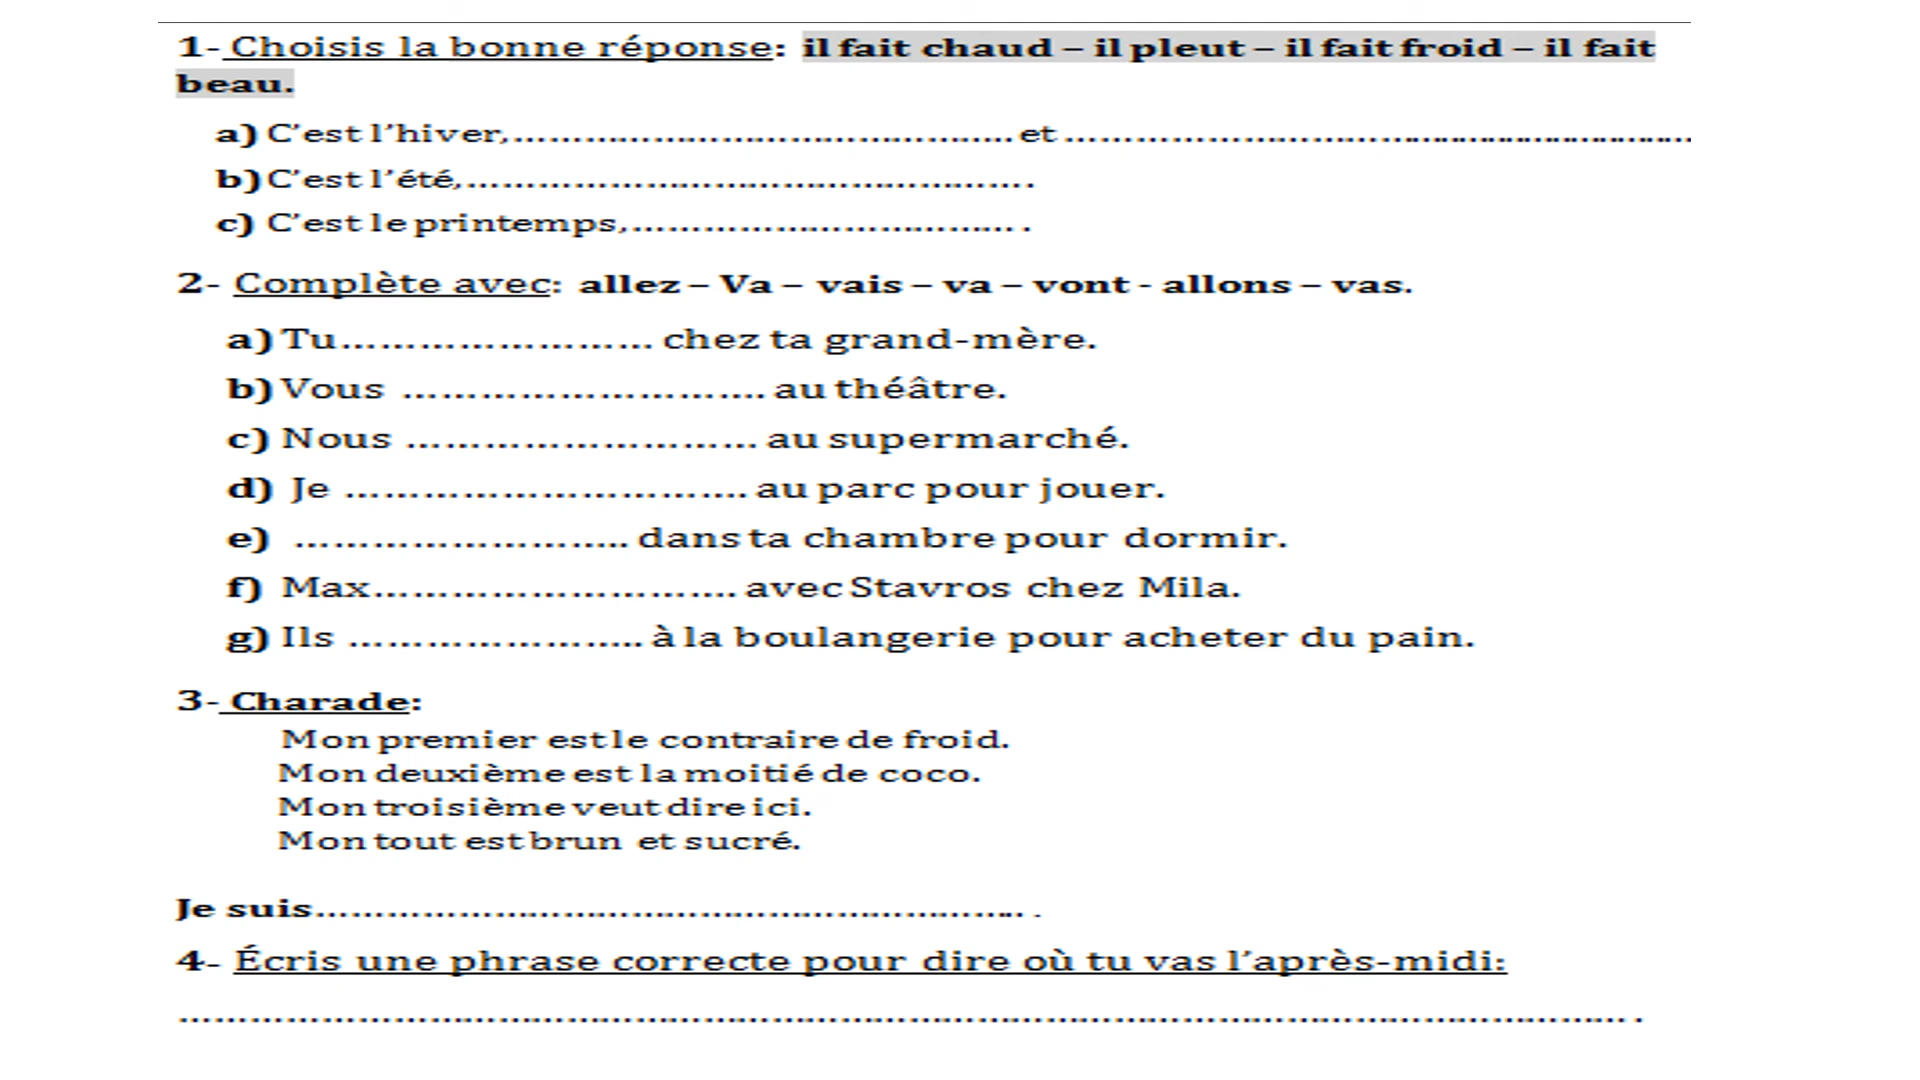 1- Choisis la bonne réponse: il fait chaud – il pleut – il fait froid – il fait
beau.
a) C'est l'hiver,................................................ et ................................................................
b) C'est l'été,...................................................... .
c) C'est le printemps,...................................... .
2- Complète avec: allez – Va – vais – va – vont - allons – vas.
a) Tu........................ chez ta grand-mère.
b) Vous ............................ au théâtre.
c) Nous ........................... au supermarché.
d) Je ............................... au parc pour jouer.
e) .......................... dans ta chambre pour dormir.
f) Max............................ avec Stavros chez Mila.
g) Ils ....................... à la boulangerie pour acheter du pain.
3- Charade:
Mon premier est le contraire de froid.
Mon deuxième est la moitié de coco.
Mon troisième veut dire ici.
Mon tout est brun et sucré.
Je suis.................................................................... .
4- Écris une phrase correcte pour dire où tu vas l'après-midi:
................................................................................................................................ .